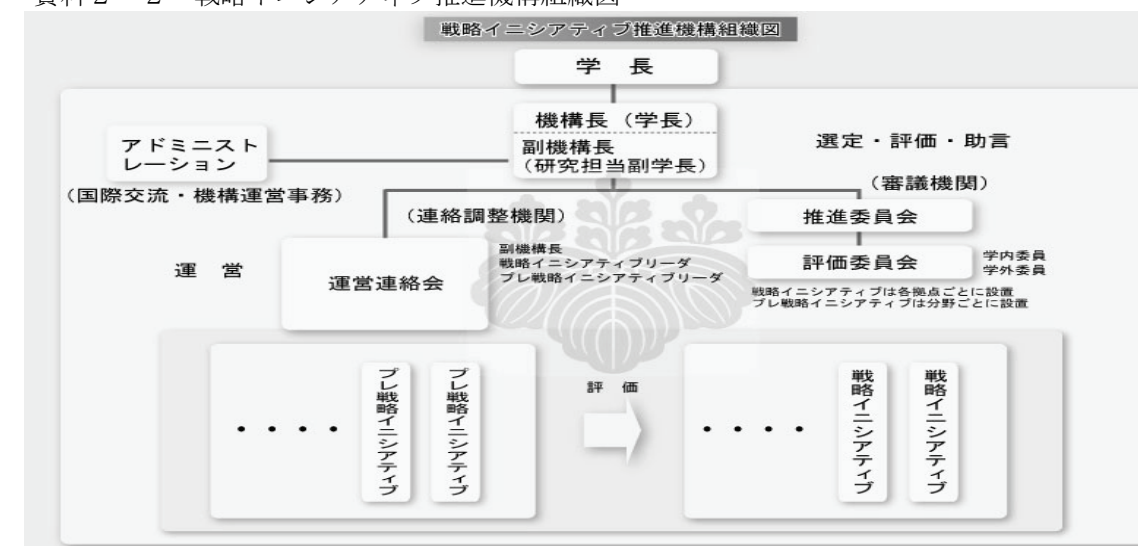 資料２－２ 戦略イニシアティブ推進機構組織図
戦略イニシアティブ推進機構組織図
学 長
機構長（学長）
副機構長
（研究担当副学長）
アドミニスト
レーション
（国際交流・機構運営事務）
選定・評価・助言
（審議機関）
（連絡調整機関）
推進委員会
運 営
運営連絡会
副機構長
戦略イニシアティブリーダ
プレ戦略イニシアティブリーダ
評価委員会
学内委員
学外委員
戦略イニシアティブは各拠点ごとに設置
プレ戦略イニシアティブは分野ごとに設置
・・・・
プレ戦略イニシアティブ
プレ戦略イニシアティブ
評 価
・・・・
戦略イニシアティブ
戦略イニシアティブ